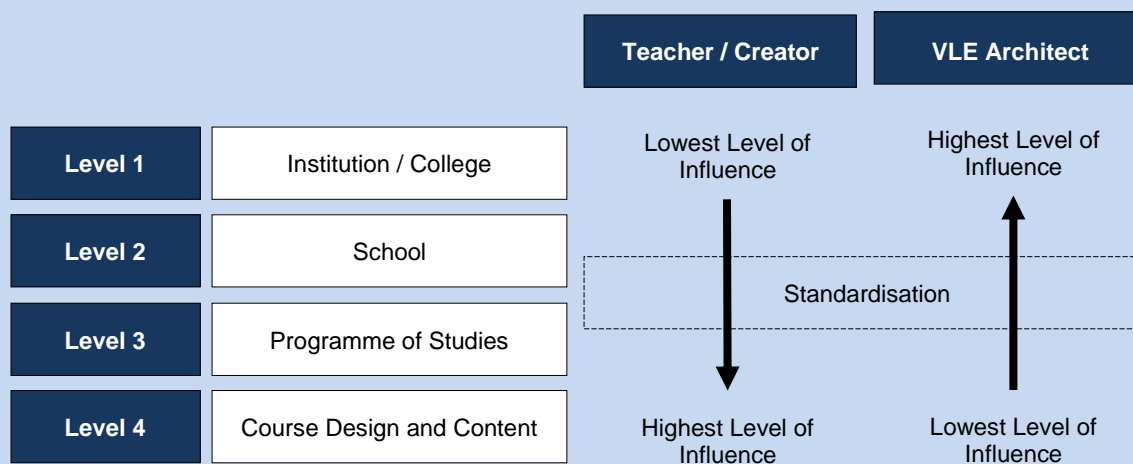 Teacher / Creator
VLE Architect
Level 1
Institution / College
Lowest Level of
Influence
Highest Level of
Influence
Level 2
School
Standardisation
Level 3
Programme of Studies
Level 4
Course Design and Content
Highest Level of
Influence
Lowest Level of
Influence